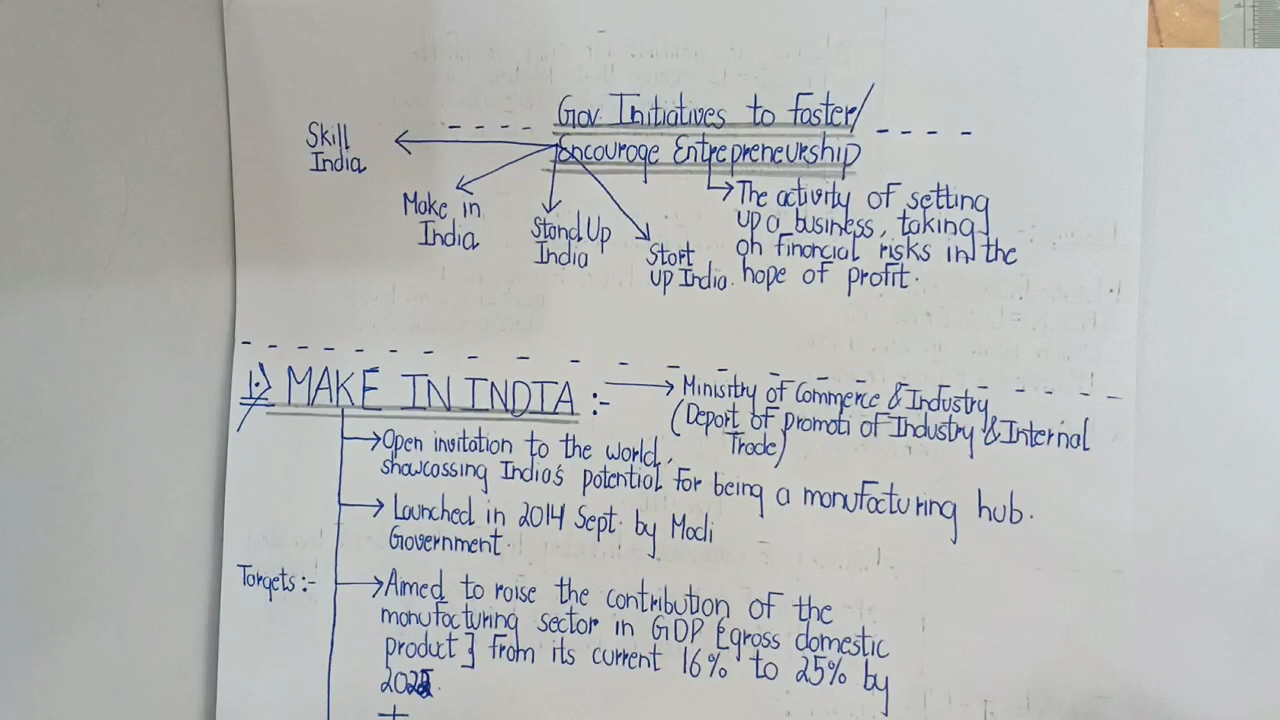 Gov. Initiatives to foster/
Encourage Entrepreneurship
Skill
India
Make in
India
Stand Up
India
Start
up India.
The activity of setting
up a business, taking
on financial risks in the
hope of profit.
1.) MAKE IN INDIA :-
Minisitry of Commerce & Industry
(Depart of promoti of Industry & Internal
Trade)
Open invitation to the world,
showcassing India's potential for being a manufacturing hub.
Launched in 2014 Sept. by Modi
Government.
Targets :-
Aimed to raise the contribution of the
manufacturing sector in GDP [gross domestic
product] from its current 16% to 25% by